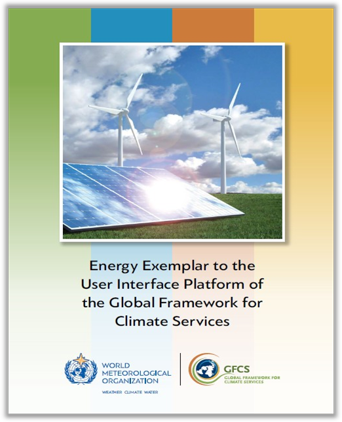 Energy Exemplar to the
User Interface Platform of
the Global Framework for
Climate Services
WORLD
METEOROLOGICAL
ORGANIZATION
WEATHER CLIMATE WATER
GFCS
GLOBAL FRAMEWORK FOR
CLIMATE SERVICES